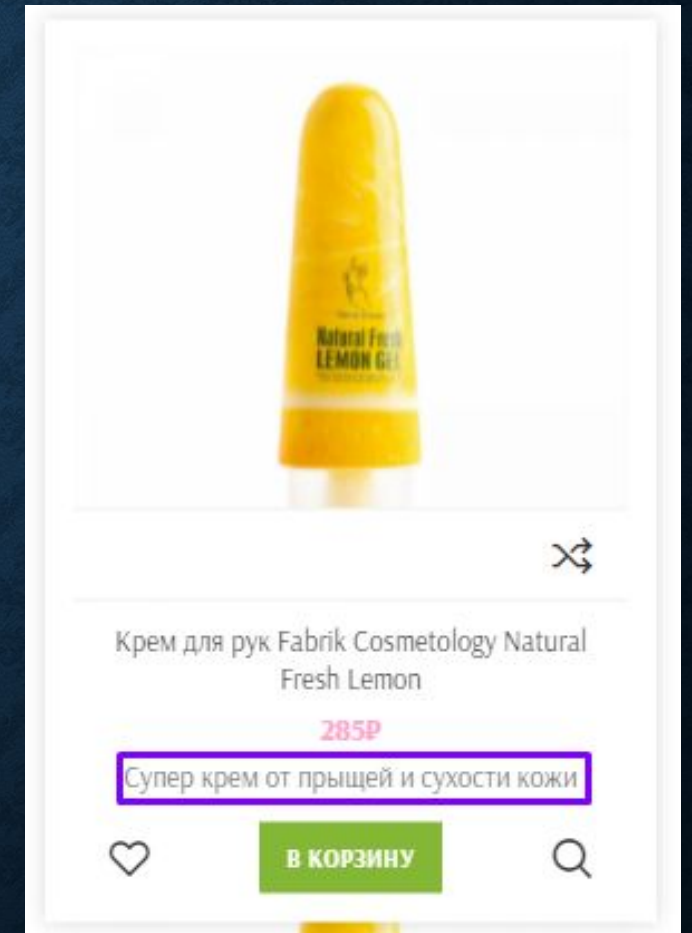 Natural Fresh
LEMON GEL
Крем для рук Fabrik Cosmetology Natural
Fresh Lemon
285₽
Супер крем от прыщей и сухости кожи
В КОРЗИНУ